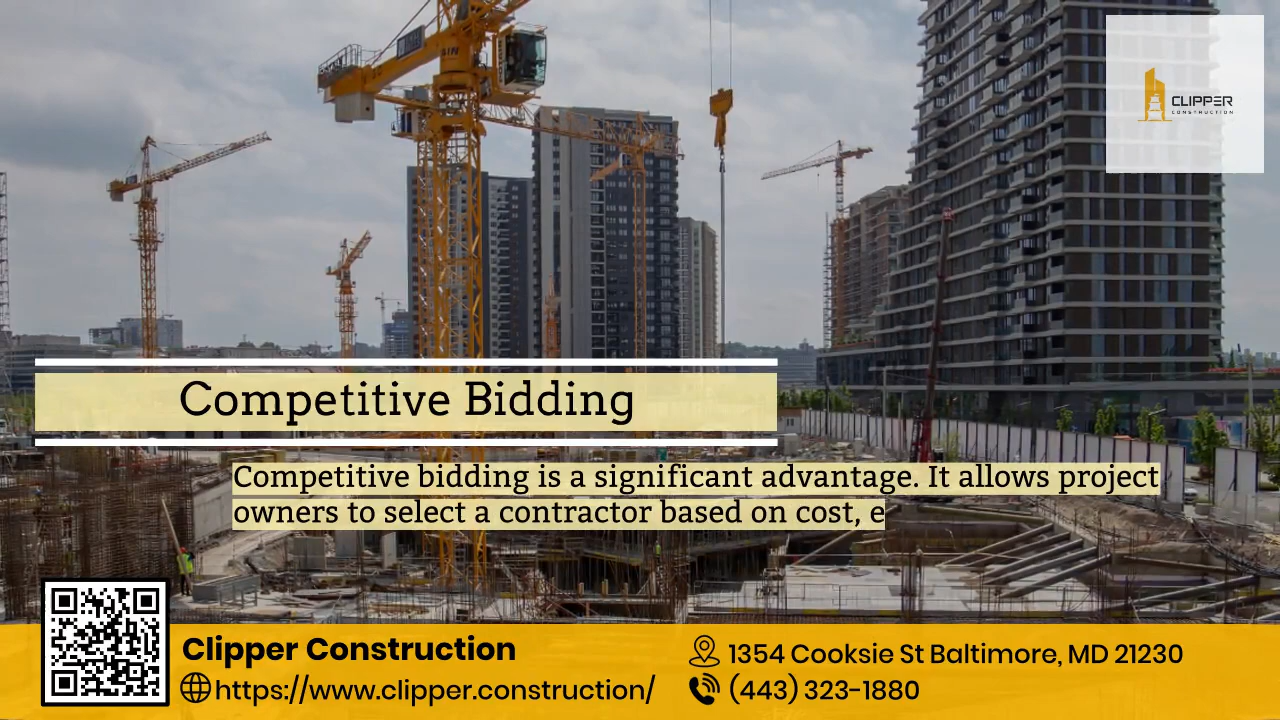 CLIPPER
CONSTRUCTION
Competitive Bidding
Competitive bidding is a significant advantage. It allows project
owners to select a contractor based on cost, e
Clipper Construction
https://www.clipper.construction/
1354 Cooksie St Baltimore, MD 21230
(443) 323-1880